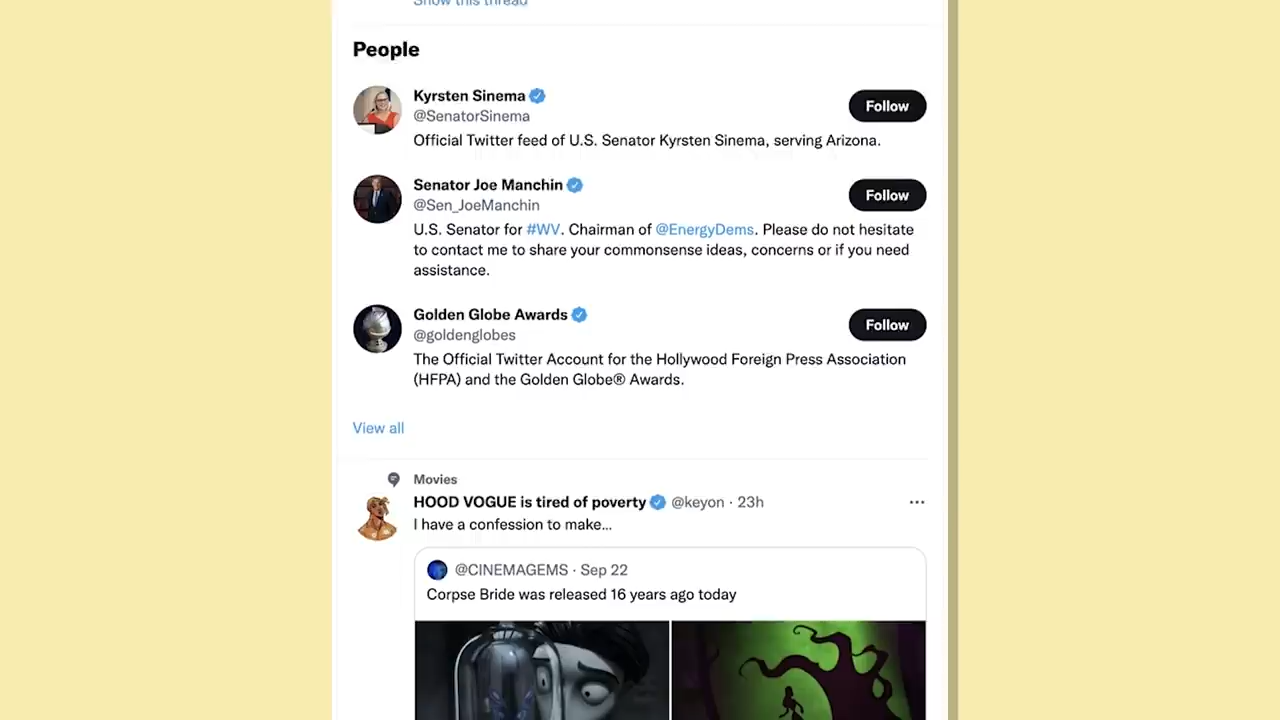 Show this thread
People
Kyrsten Sinema
@SenatorSinema
Follow
Official Twitter feed of U.S. Senator Kyrsten Sinema, serving Arizona.
Senator Joe Manchin
@Sen_JoeManchin
Follow
U.S. Senator for #WV. Chairman of @EnergyDems. Please do not hesitate
to contact me to share your commonsense ideas, concerns or if you need
assistance.
Golden Globe Awards
@goldenglobes
Follow
The Official Twitter Account for the Hollywood Foreign Press Association
(HFPA) and the Golden Globe® Awards.
View all
Movies
HOOD VOGUE is tired of poverty @keyon · 23h
I have a confession to make...
@CINEMAGEMS · Sep 22
Corpse Bride was released 16 years ago today